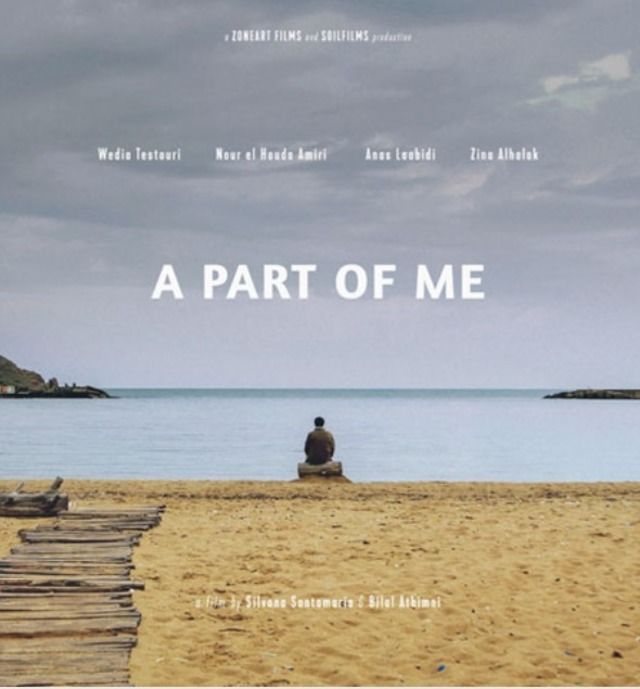 a ZONEART FILMS and SOILFILMS production
Wedia Testouri Nour el Houda Amiri Anas Laabidi Zina Alhalak
A PART OF ME
a film by Silvana Santamaria & Bilal Athimni